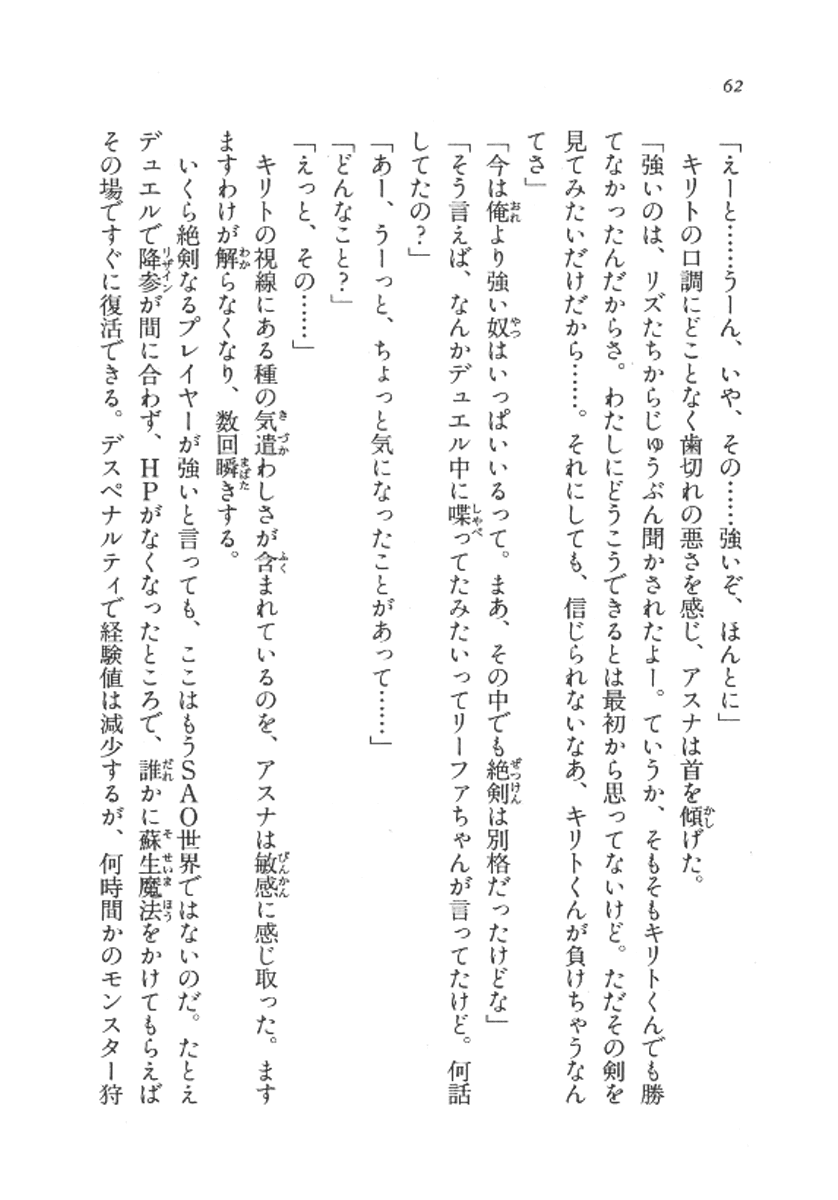 62
「えーと……うーん、いや、その……強いぞ、ほんとに」
　キリトの口調にどことなく歯切れの悪さを感じ、アスナは首を傾げた。
「強いのは、リズたちからじゅうぶん聞かされたよー。ていうか、そもそもキリトくんでも勝
てなかったんだからさ。わたしにどうこうできるとは最初から思ってないけど。ただその剣を
見てみたいだけだから……。それにしても、信じられないなあ、キリトくんが負けちゃうなん
てさ」
「今は俺より強い奴はいっぱいいるって。まあ、その中でも絶剣は別格だったけどな」
「そう言えば、なんかデュエル中に喋ってたみたいってリーファちゃんが言ってたけど。何話
してたの？」
「あー、うーっと、ちょっと気になったことがあって……」
「どんなこと？」
「えっと、その……」
　キリトの視線にある種の気遣わしさが含まれているのを、アスナは敏感に感じ取った。ます
ますわけが解らなくなり、数回瞬きする。
　いくら絶剣なるプレイヤーが強いと言っても、ここはもうＳＡＯ世界ではないのだ。たとえ
デュエルで降参が間に合わず、ＨＰがなくなったところで、誰かに蘇生魔法をかけてもらえば
その場ですぐに復活できる。デスペナルティで経験値は減少するが、何時間かのモンスター狩